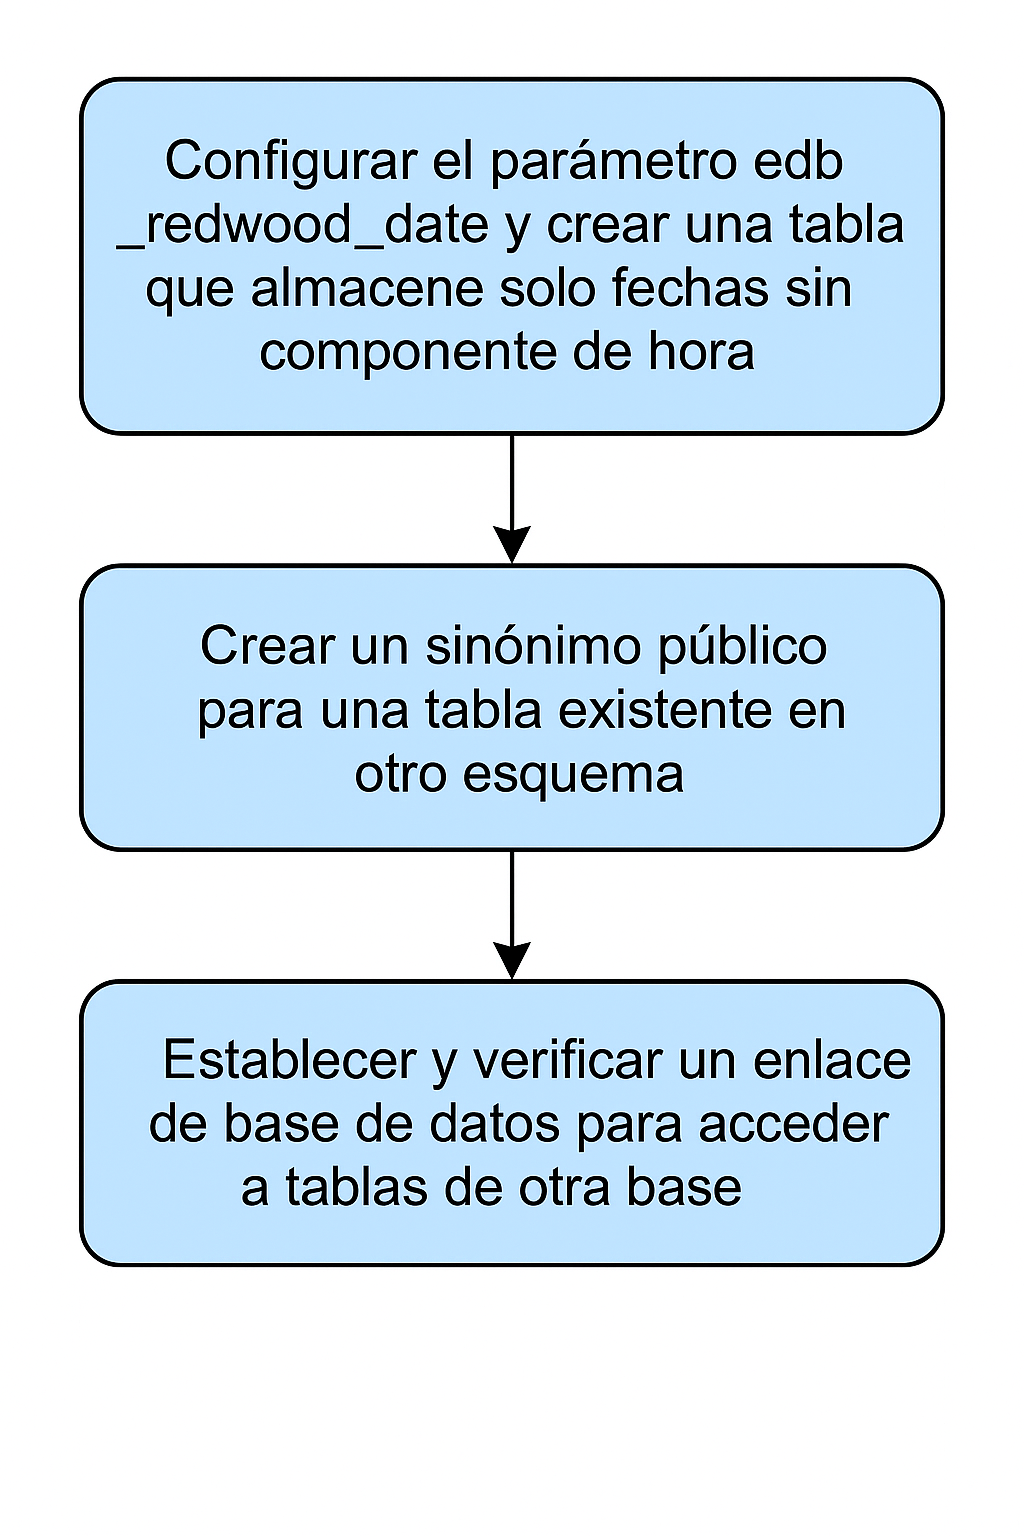 Configurar el parámetro edb
_redwood_date y crear una tabla
que almacene solo fechas sin
componente de hora
Crear un sinónimo público
para una tabla existente en
otro esquema
Establecer y verificar un enlace
de base de datos para acceder
a tablas de otra base